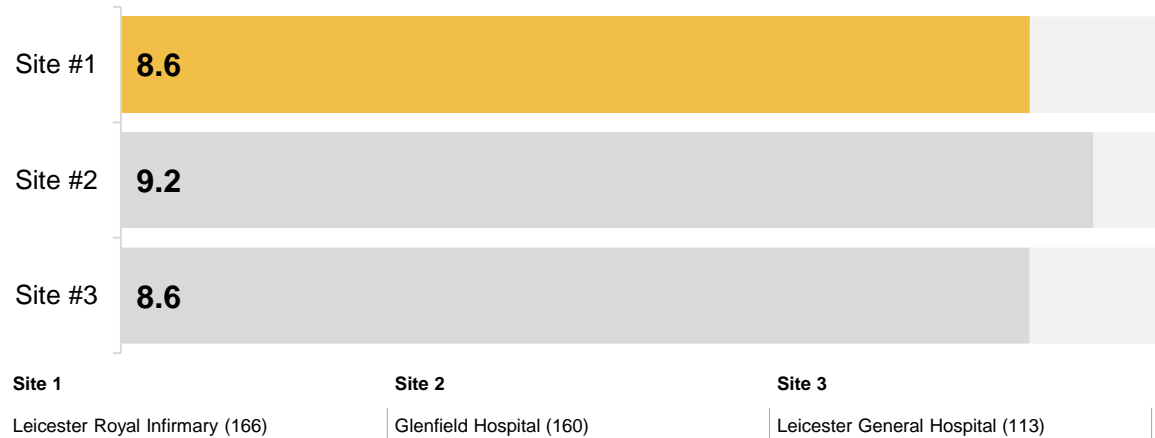 Site #1 8.6
Site #2 9.2
Site #3 8.6
Site 1 Site 2 Site 3
Leicester Royal Infirmary (166) Glenfield Hospital (160) Leicester General Hospital (113)